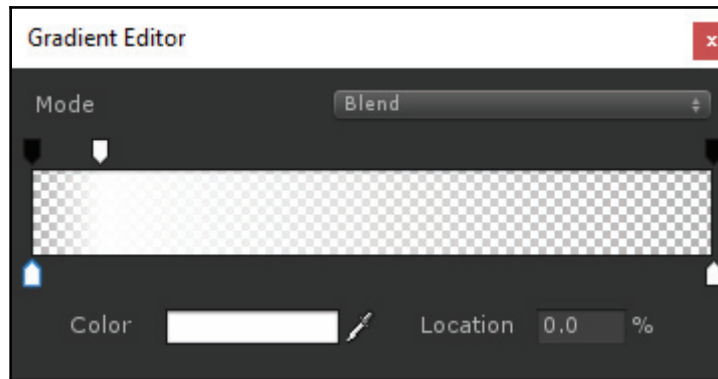 Gradient Editor
x
Mode Blend
Color Location 0.0 %